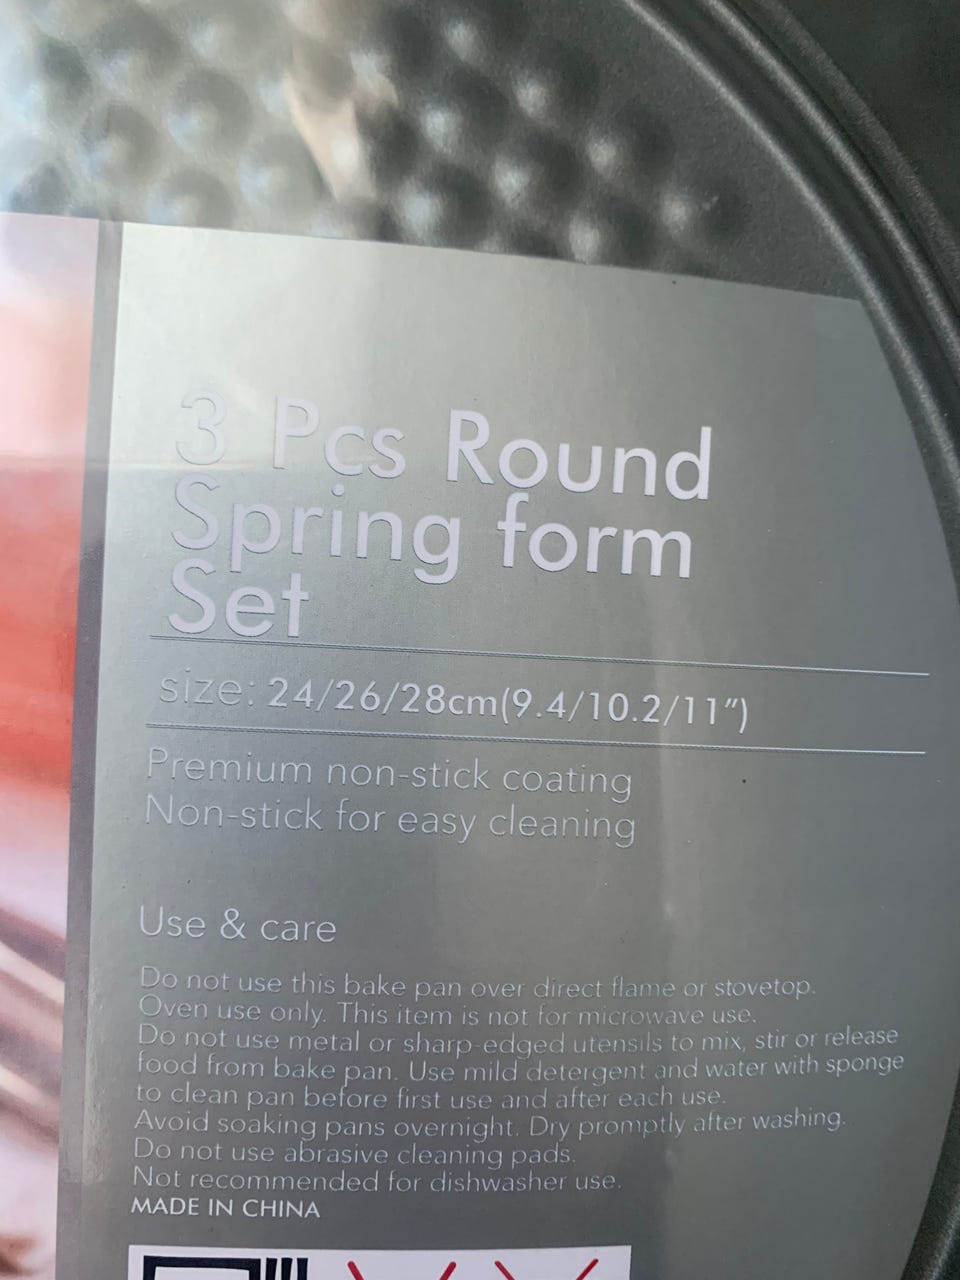 3 Pcs Round
Spring form
Set
size: 24/26/28cm(9.4/10.2/11")
Premium non-stick coating
Non-stick for easy cleaning
Use & care
Do not use this bake pan over direct flame or stovetop.
Oven use only. This item is not for microwave use.
Do not use metal or sharp-edged utensils to mix, stir or release
food from bake pan. Use mild detergent and water with sponge
to clean pan before first use and after each use.
Avoid soaking pans overnight. Dry promptly after washing.
Do not use abrasive cleaning pads.
Not recommended for dishwasher use.
MADE IN CHINA